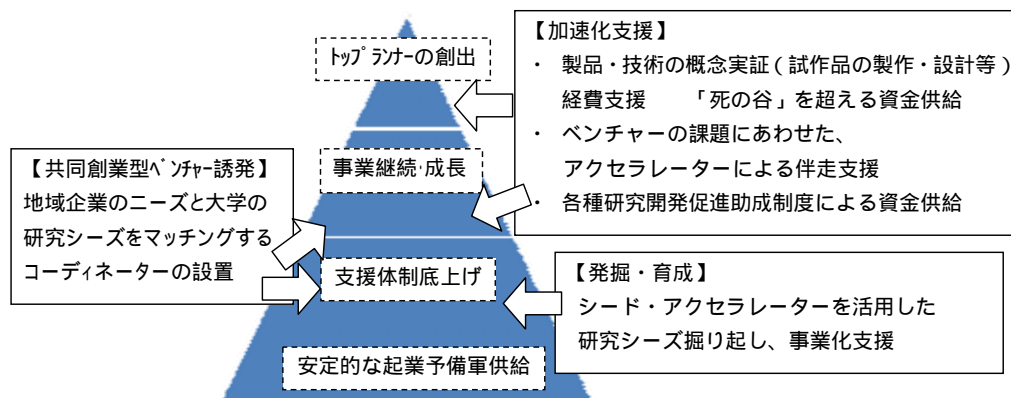 トップランナーの創出
事業継続･成長
支援体制底上げ
安定的な起業予備軍供給
【共同創業型ベンチャー誘発】
地域企業のニーズと大学の
研究シーズをマッチングする
コーディネーターの設置
【加速化支援】
・ 製品・技術の概念実証（試作品の製作・設計等）
経費支援　「死の谷」を超える資金供給
・ ベンチャーの課題にあわせた、
アクセラレーターによる伴走支援
・ 各種研究開発促進助成制度による資金供給
【発掘・育成】
シード・アクセラレーターを活用した
研究シーズ掘り起し、事業化支援